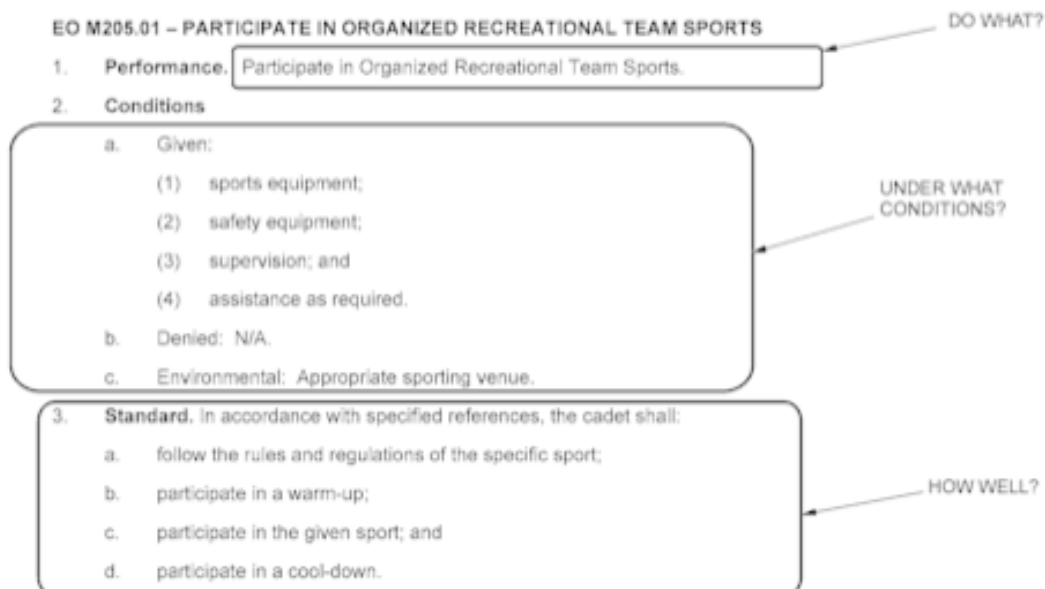 EO M205.01 – PARTICIPATE IN ORGANIZED RECREATIONAL TEAM SPORTS
DO WHAT?
1. Performance. Participate in Organized Recreational Team Sports.
2. Conditions
a. Given:
(1) sports equipment;
(2) safety equipment;
UNDER WHAT
CONDITIONS?
(3) supervision; and
(4) assistance as required.
b. Denied: N/A.
c. Environmental: Appropriate sporting venue.
3. Standard. In accordance with specified references, the cadet shall:
a. follow the rules and regulations of the specific sport;
b. participate in a warm-up;
HOW WELL?
c. participate in the given sport; and
d. participate in a cool-down.